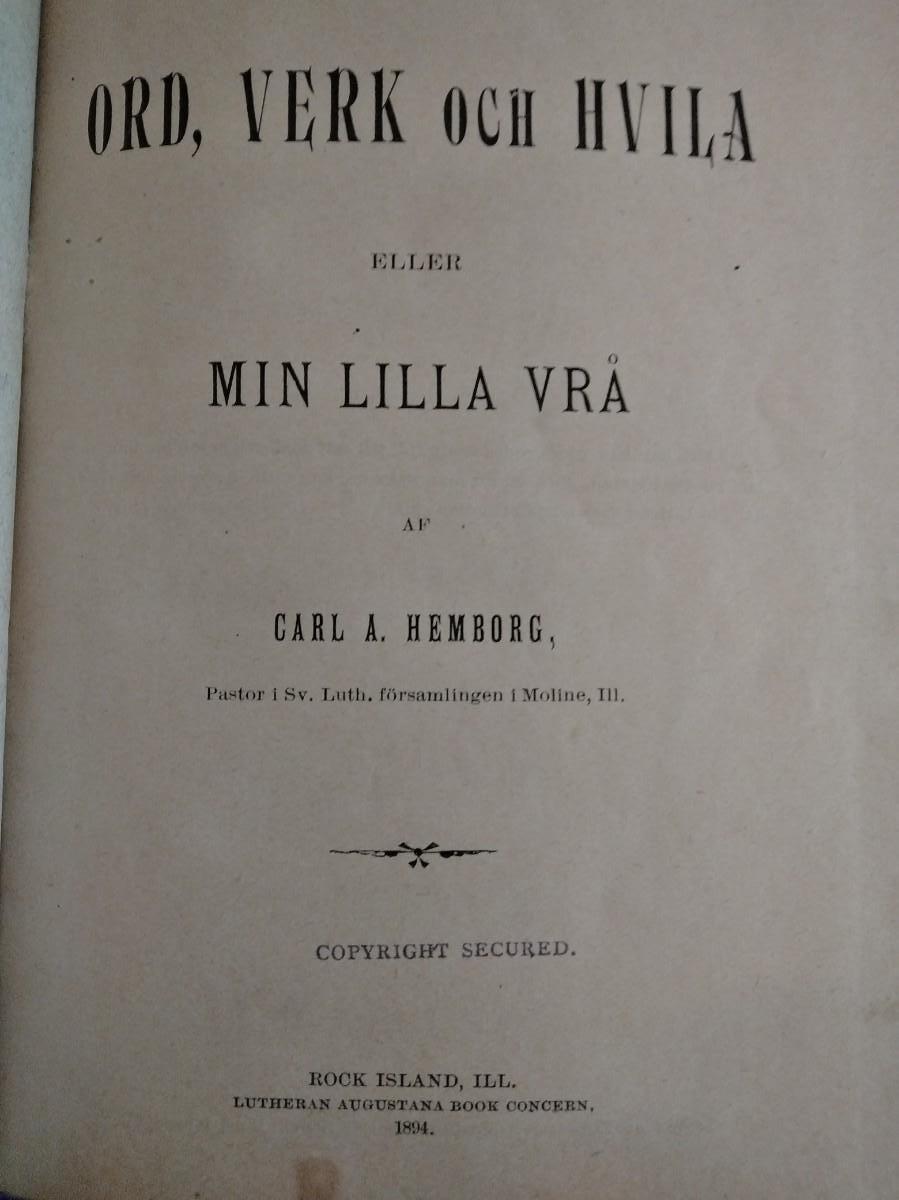 ORD, VERK OCH HVILA
ELLER
MIN LILLA VRÅ
AF
CARL A. HEMBORG,
Pastor i Sv. Luth. församlingen i Moline, Ill.
COPYRIGHT SECURED.
ROCK ISLAND, ILL.
LUTHERAN AUGUSTANA BOOK CONCERN,
1894.